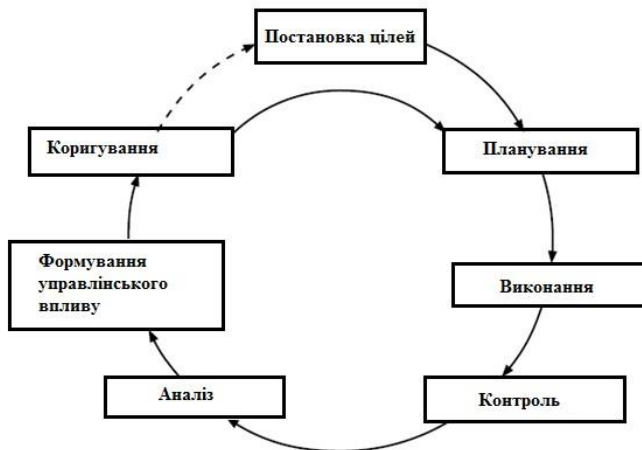 Постановка цілей
Коригування
Планування
Формування
управлінського
впливу
Виконання
Аналіз
Контроль